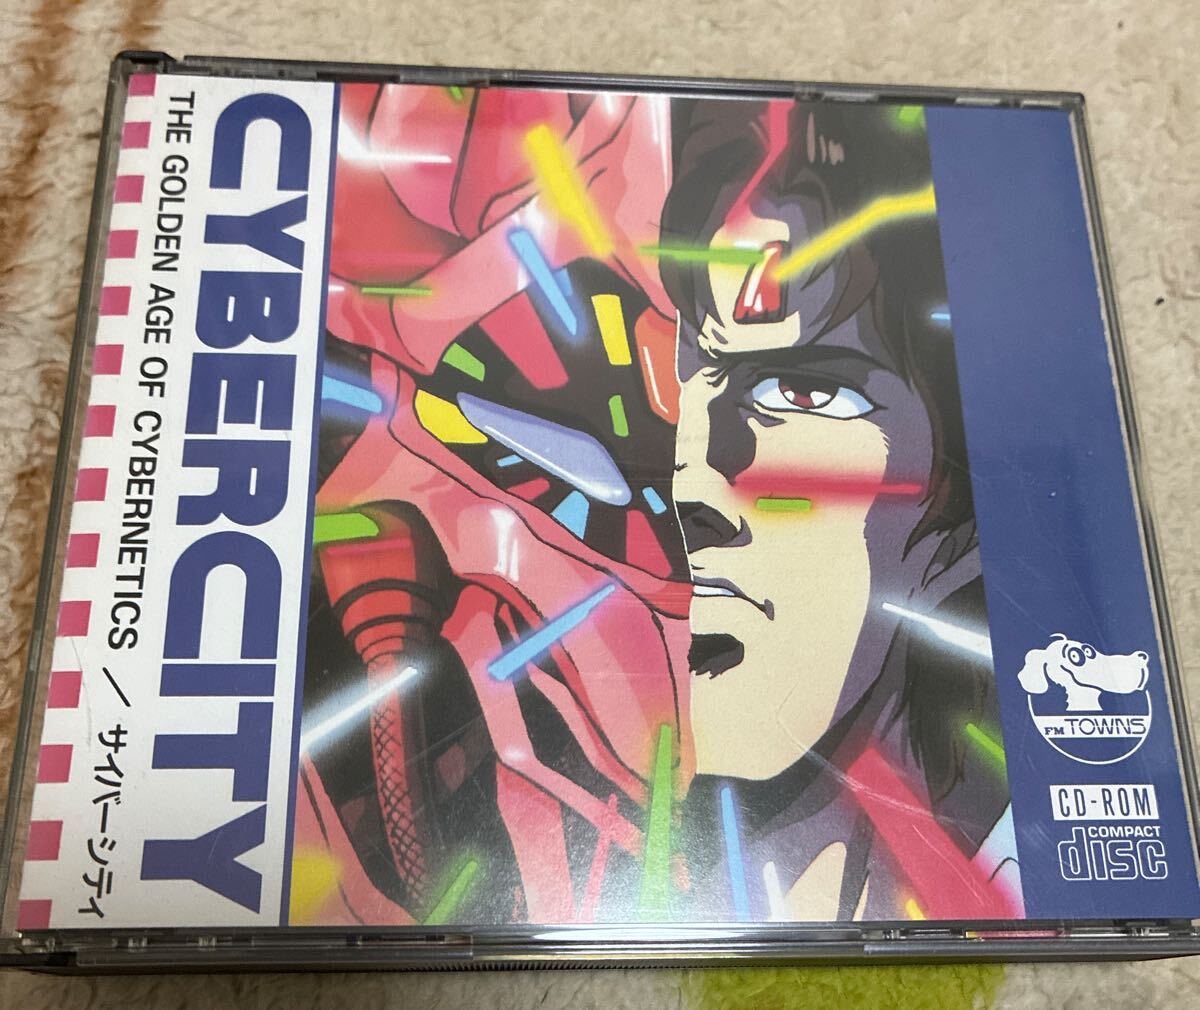 CYBERCITY
THE GOLDEN AGE OF CYBERNETICS / サイバーシティ
FM TOWNS
CD-ROM
COMPACT
disc